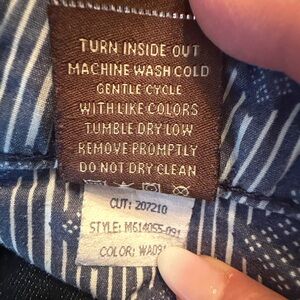 TURN INSIDE OUT
MACHINE WASH COLD
GENTLE CYCLE
WITH LIKE COLORS
TUMBLE DRY LOW
REMOVE PROMPTLY
DO NOT DRY CLEAN
CUT: 207210
STYLE: M614055-091
COLOR: